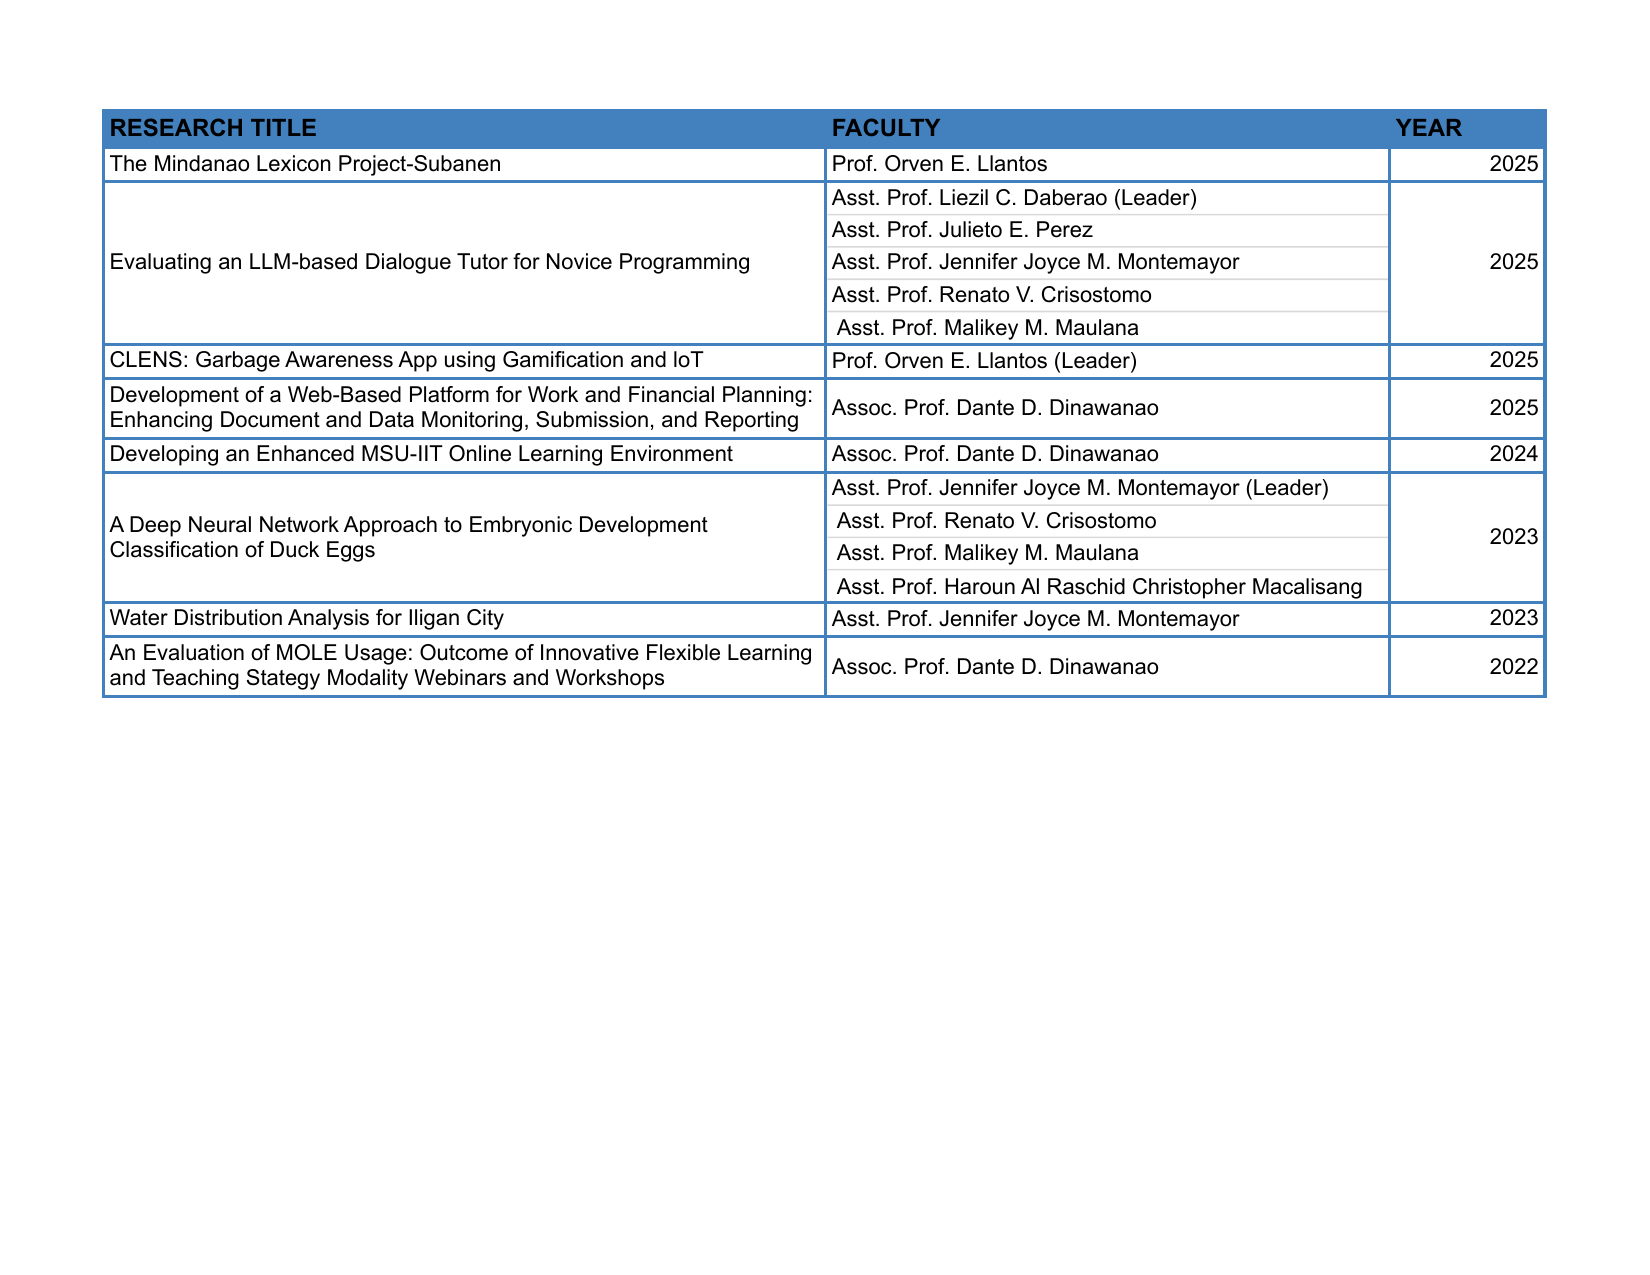 RESEARCH TITLE FACULTY YEAR
The Mindanao Lexicon Project-Subanen Prof. Orven E. Llantos 2025
Asst. Prof. Liezil C. Daberao (Leader)
Asst. Prof. Julieto E. Perez
Evaluating an LLM-based Dialogue Tutor for Novice Programming Asst. Prof. Jennifer Joyce M. Montemayor 2025
Asst. Prof. Renato V. Crisostomo
Asst. Prof. Malikey M. Maulana
CLENS: Garbage Awareness App using Gamification and IoT Prof. Orven E. Llantos (Leader) 2025
Development of a Web-Based Platform for Work and Financial Planning:
Enhancing Document and Data Monitoring, Submission, and Reporting
Assoc. Prof. Dante D. Dinawanao 2025
Developing an Enhanced MSU-IIT Online Learning Environment Assoc. Prof. Dante D. Dinawanao 2024
A Deep Neural Network Approach to Embryonic Development
Classification of Duck Eggs
Asst. Prof. Jennifer Joyce M. Montemayor (Leader)
Asst. Prof. Renato V. Crisostomo
Asst. Prof. Malikey M. Maulana
Asst. Prof. Haroun Al Raschid Christopher Macalisang
2023
Water Distribution Analysis for Iligan City Asst. Prof. Jennifer Joyce M. Montemayor 2023
An Evaluation of MOLE Usage: Outcome of Innovative Flexible Learning
and Teaching Stategy Modality Webinars and Workshops
Assoc. Prof. Dante D. Dinawanao 2022